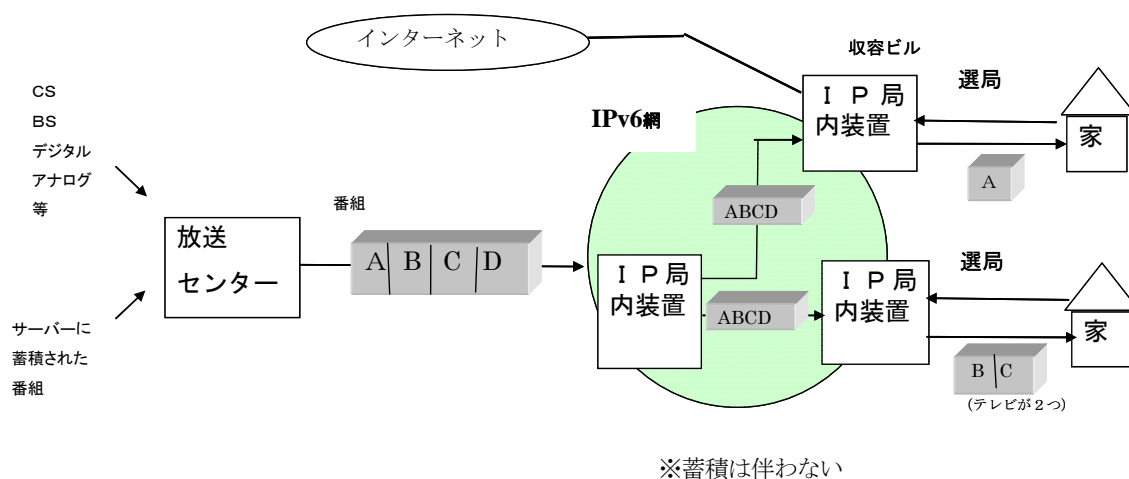 インターネット
収容ビル
CS
BS
デジタル
アナログ
等
IPv6網
ＩＰ局
内装置
選局
家
A
番組
ABCD
放送
センター
A B C D
ＩＰ局
内装置
ABCD
ＩＰ局
内装置
選局
家
サーバーに
蓄積された
番組
B C
(テレビが２つ)
※蓄積は伴わない